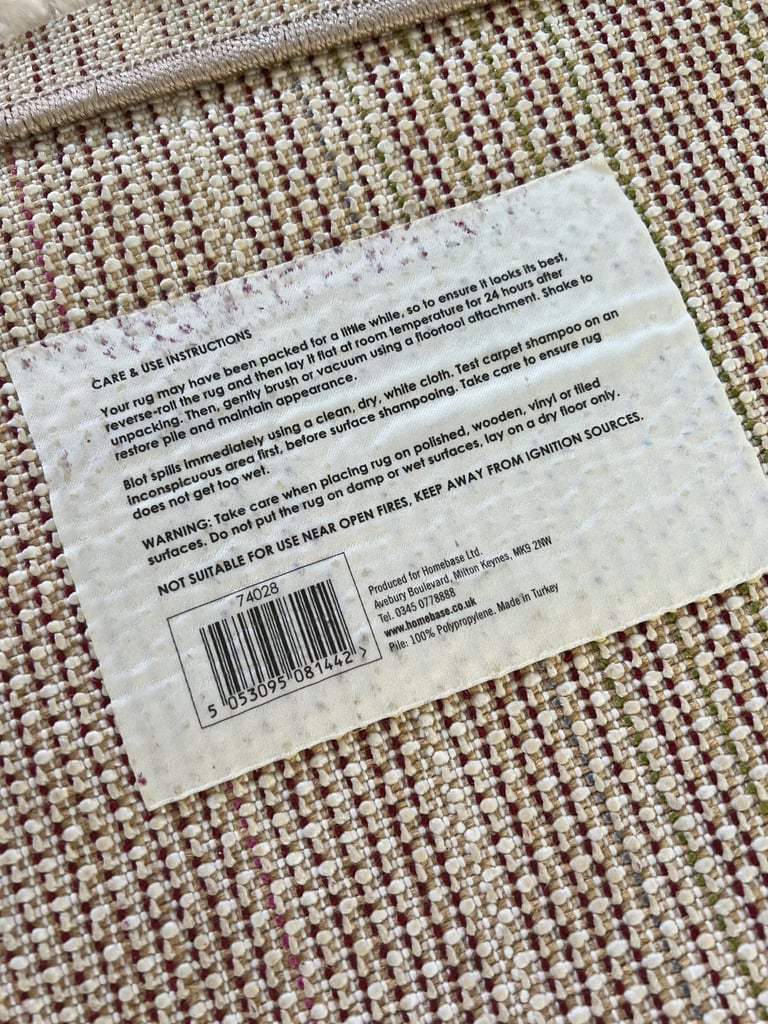 CARE & USE INSTRUCTIONS
Your rug may have been packed for a little while, so to ensure it looks its best,
reverse-roll the rug and then lay it flat at room temperature for 24 hours after
unpacking. Then, gently brush or vacuum using a floortool attachment. Shake to
restore pile and maintain appearance.
Blot spills immediately using a clean, dry, white cloth. Test carpet shampoo on an
inconspicuous area first, before surface shampooing. Take care to ensure rug
does not get too wet.
WARNING: Take care when placing rug on polished, wooden, vinyl or tiled
surfaces. Do not put the rug on damp or wet surfaces, lay on a dry floor only.
NOT SUITABLE FOR USE NEAR OPEN FIRES, KEEP AWAY FROM IGNITION SOURCES.
74028
5 053095 081442 >
Produced for Homebase Ltd.
Avebury Boulevard, Milton Keynes, MK9 2NW
Tel. 0345 0778888
www.homebase.co.uk
Pile: 100% Polypropylene. Made in Turkey